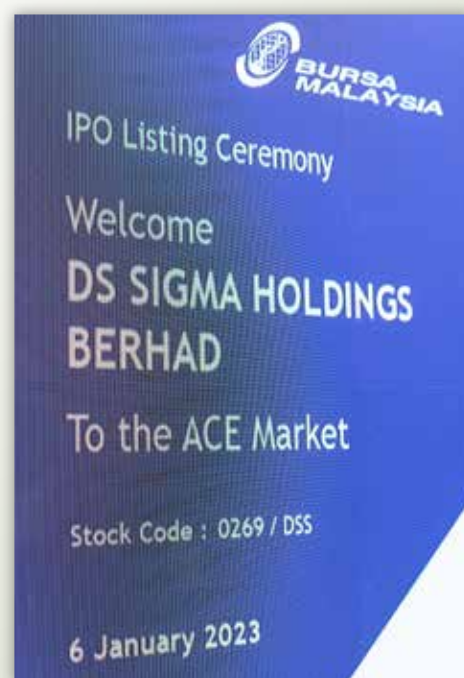 BURSA
MALAYSIA
IPO Listing Ceremony
Welcome
DS SIGMA HOLDINGS
BERHAD
To the ACE Market
Stock Code : 0269 / DSS
6 January 2023